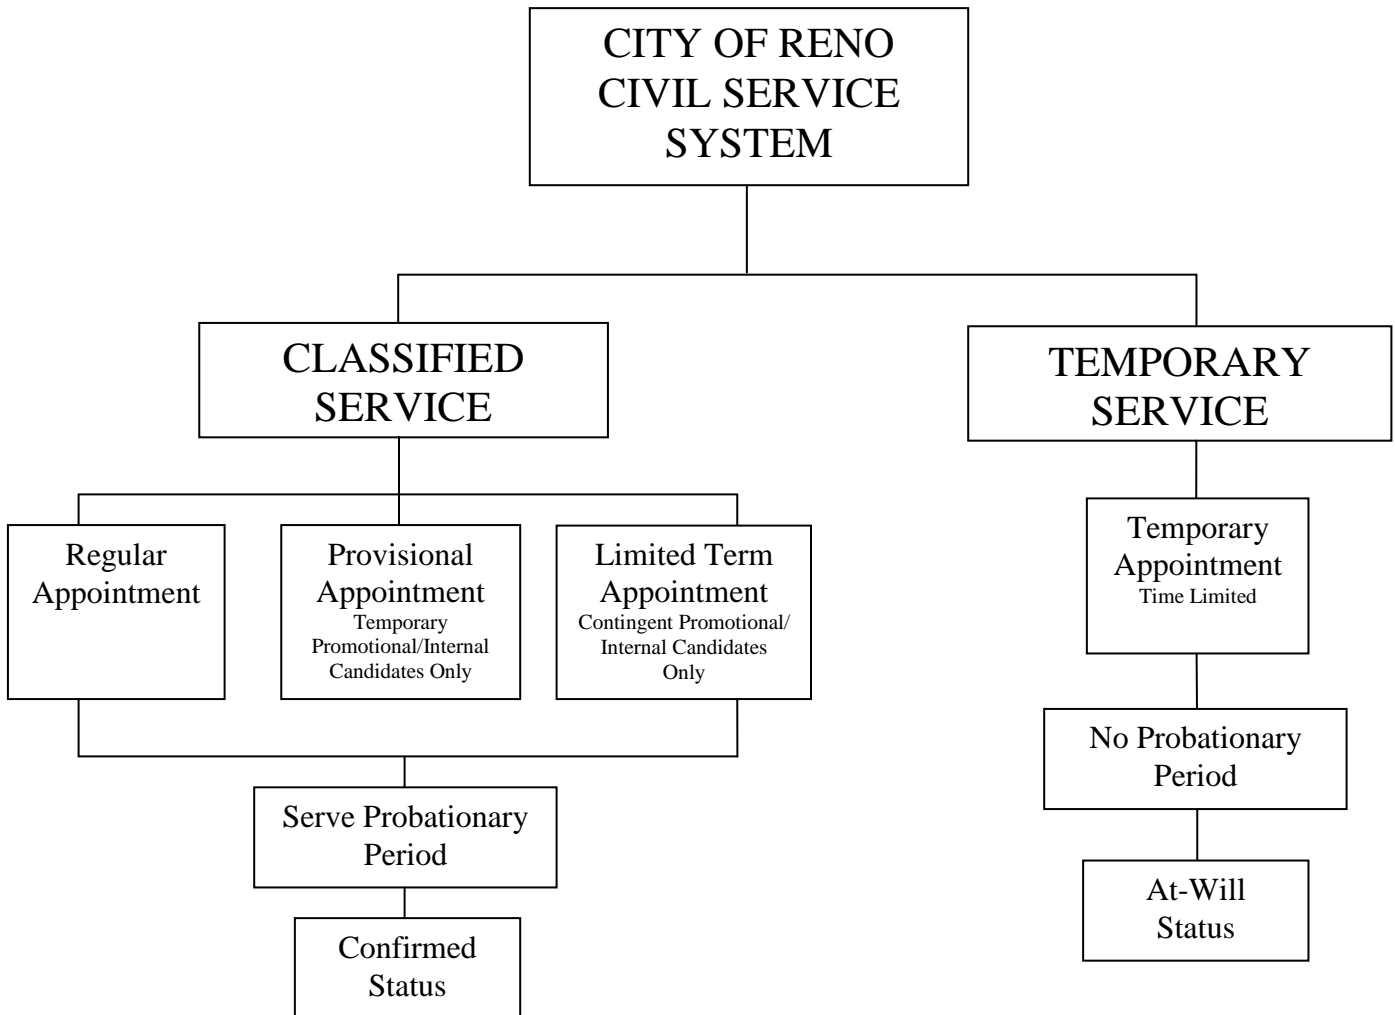 CITY OF RENO
CIVIL SERVICE
SYSTEM
CLASSIFIED
SERVICE
TEMPORARY
SERVICE
Regular
Appointment
Provisional
Appointment
Temporary
Promotional/Internal
Candidates Only
Limited Term
Appointment
Contingent Promotional/
Internal Candidates
Only
Temporary
Appointment
Time Limited
No Probationary
Period
Serve Probationary
Period
At-Will
Status
Confirmed
Status